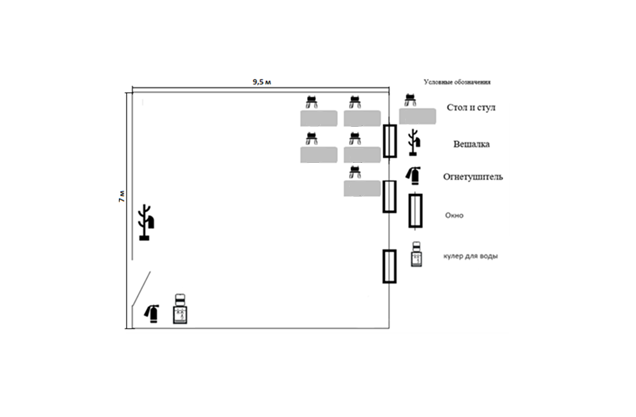 9,5 м
Условные обозначения
Стол и стул
7 м
Вешалка
Огнетушитель
Окно
кулер для воды